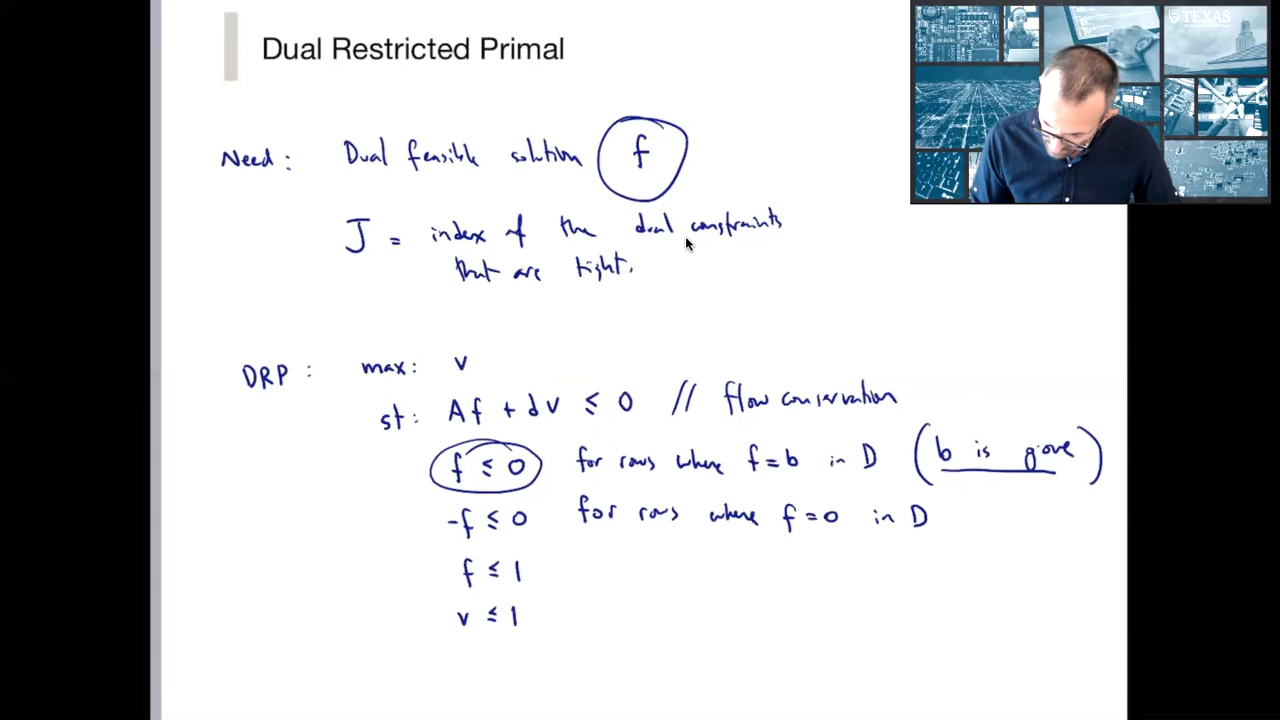 Dual Restricted Primal
TEXAS
Need: Dual feasible solution f
J = index of the dual constraints
that are tight.
DRP: max: v
st: Af + dv ≤ 0 // flow conservation
f ≤ 0 for rows where f = b in D (b is gone)
-f ≤ 0 for rows where f = 0 in D
f ≤ 1
v ≤ 1